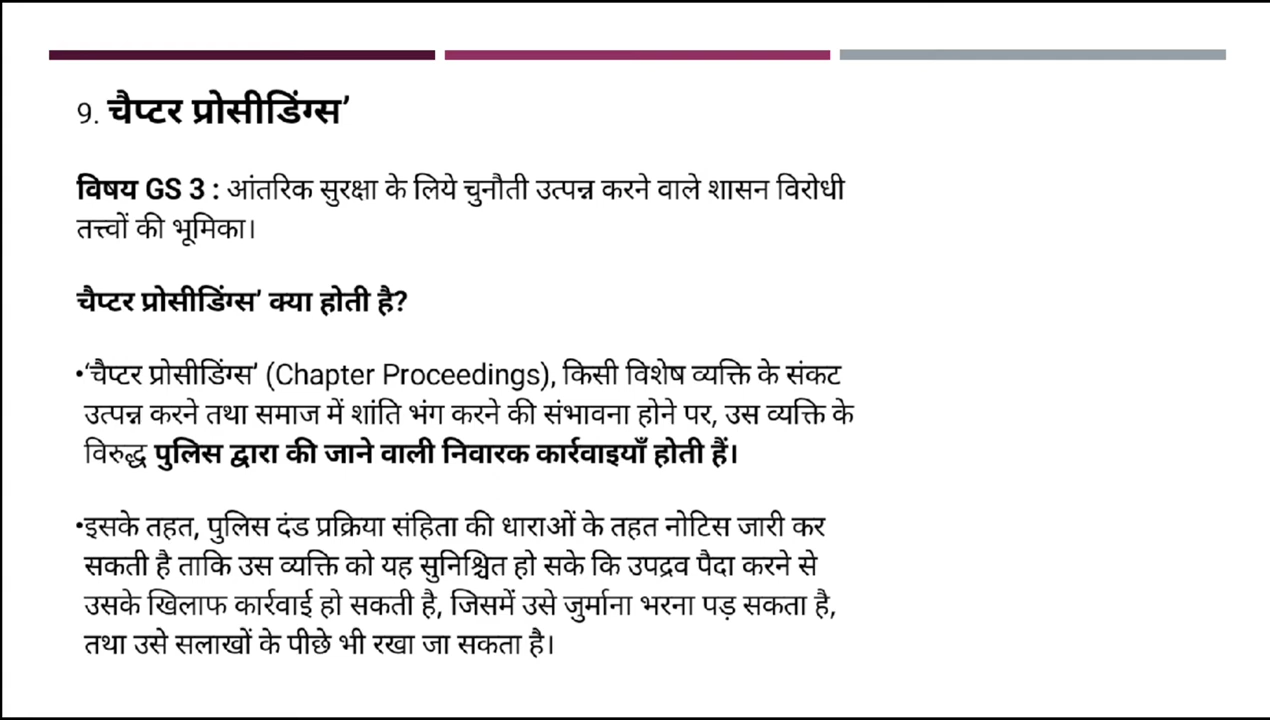 9. चैप्टर प्रोसीडिंग्स’
विषय GS 3 : आंतरिक सुरक्षा के लिये चुनौती उत्पन्न करने वाले शासन विरोधी
तत्त्वों की भूमिका।
चैप्टर प्रोसीडिंग्स’ क्या होती है?
•‘चैप्टर प्रोसीडिंग्स’ (Chapter Proceedings), किसी विशेष व्यक्ति के संकट
उत्पन्न करने तथा समाज में शांति भंग करने की संभावना होने पर, उस व्यक्ति के
विरुद्ध पुलिस द्वारा की जाने वाली निवारक कार्रवाइयाँ होती हैं।
•इसके तहत, पुलिस दंड प्रक्रिया संहिता की धाराओं के तहत नोटिस जारी कर
सकती है ताकि उस व्यक्ति को यह सुनिश्चित हो सके कि उपद्रव पैदा करने से
उसके खिलाफ कार्रवाई हो सकती है, जिसमें उसे जुर्माना भरना पड़ सकता है,
तथा उसे सलाखों के पीछे भी रखा जा सकता है।